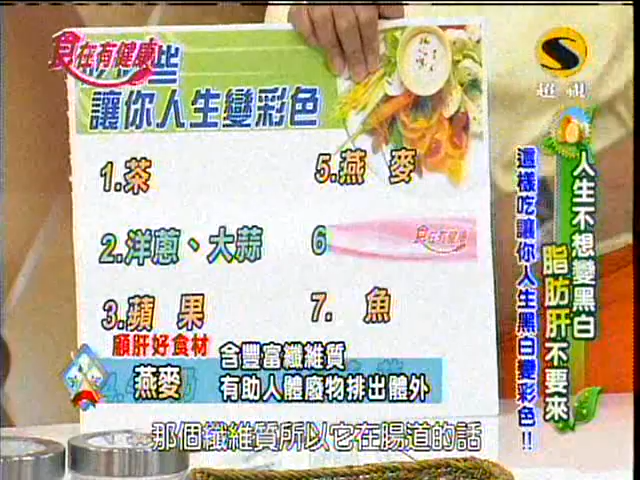 食在有健康
些
讓你人生變彩色
超視
人生不想變黑白
脂肪肝不要來
這樣吃讓你人生黑白變彩色!!
1.茶
5.燕麥
2.洋蔥、大蒜
6
食在有健康
3.蘋果
7.魚
顧肝好食材
燕麥
含豐富纖維質
有助人體廢物排出體外
那個纖維質所以它在腸道的話